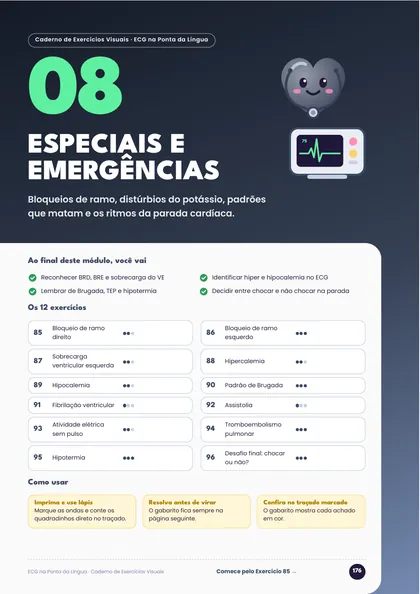 Caderno de Exercícios Visuais · ECG na Ponta da Língua
08
75
ESPECIAIS E
EMERGÊNCIAS
Bloqueios de ramo, distúrbios do potássio, padrões
que matam e os ritmos da parada cardíaca.
Ao final deste módulo, você vai
Reconhecer BRD, BRE e sobrecarga do VE
Identificar hiper e hipocalemia no ECG
Lembrar de Brugada, TEP e hipotermia
Decidir entre chocar e não chocar na parada
Os 12 exercícios
85 Bloqueio de ramo
direito
86 Bloqueio de ramo
esquerdo
87 Sobrecarga
ventricular esquerda
88 Hipercalemia
89 Hipocalemia
90 Padrão de Brugada
91 Fibrilação ventricular
92 Assistolia
93 Atividade elétrica
sem pulso
94 Tromboembolismo
pulmonar
95 Hipotermia
96 Desafio final: chocar
ou não?
Como usar
Imprima e use lápis
Marque as ondas e conte os
quadradinhos direto no traçado.
Resolva antes de virar
O gabarito fica sempre na
página seguinte.
Confira no traçado marcado
O gabarito mostra cada achado
em cor.
ECG na Ponta da Língua · Caderno de Exercícios Visuais
Comece pelo Exercício 85 →
176